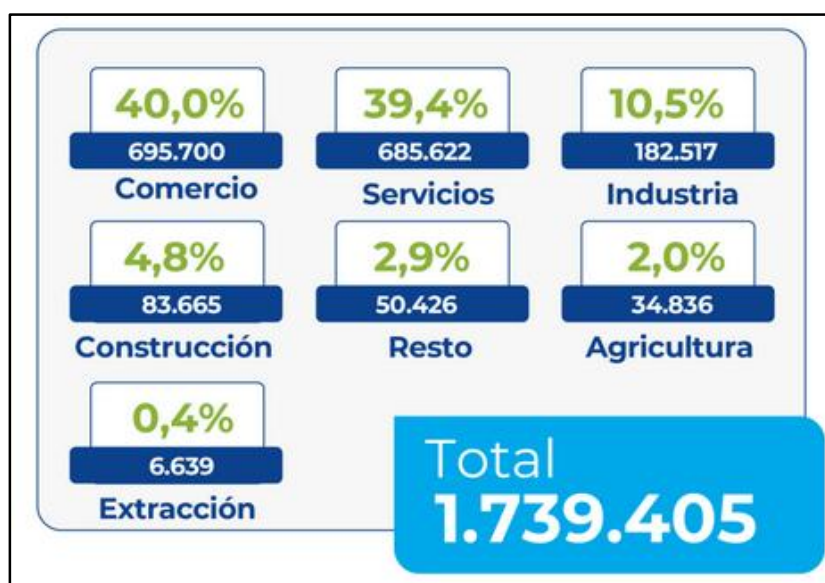 40,0% 39,4% 10,5%
695.700 685.622 182.517
Comercio Servicios Industria
4,8% 2,9% 2,0%
83.665 50.426 34.836
Construcción Resto Agricultura
0,4%
6.639
Extracción
Total
1.739.405